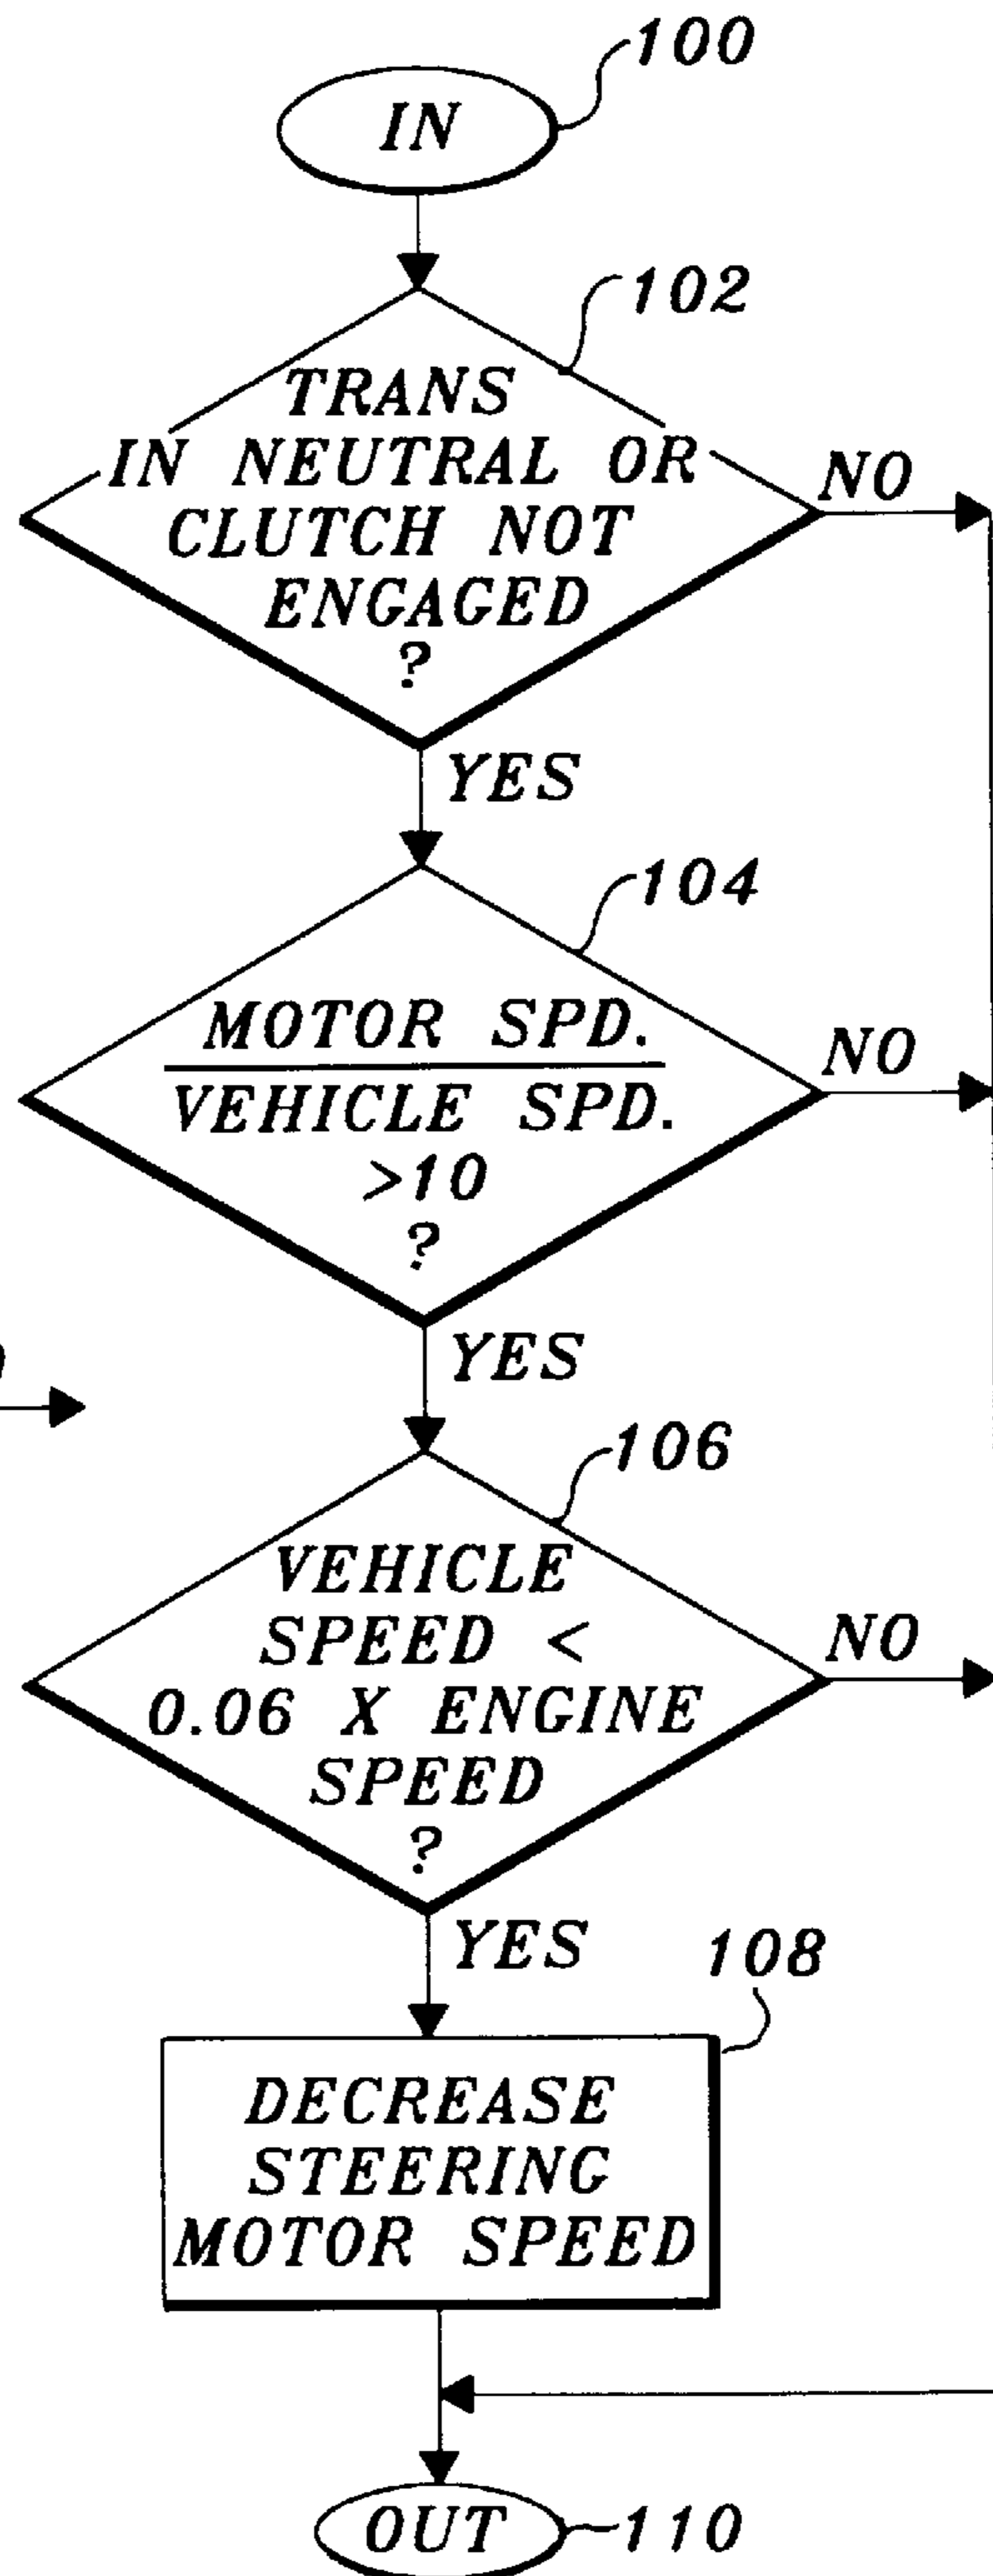 100
IN
102
TRANS
IN NEUTRAL OR
CLUTCH NOT
ENGAGED
?
NO
YES
104
MOTOR SPD.
VEHICLE SPD.
>10
?
NO
YES
106
VEHICLE
SPEED <
0.06 X ENGINE
SPEED
?
NO
YES
108
DECREASE
STEERING
MOTOR SPEED
OUT
110